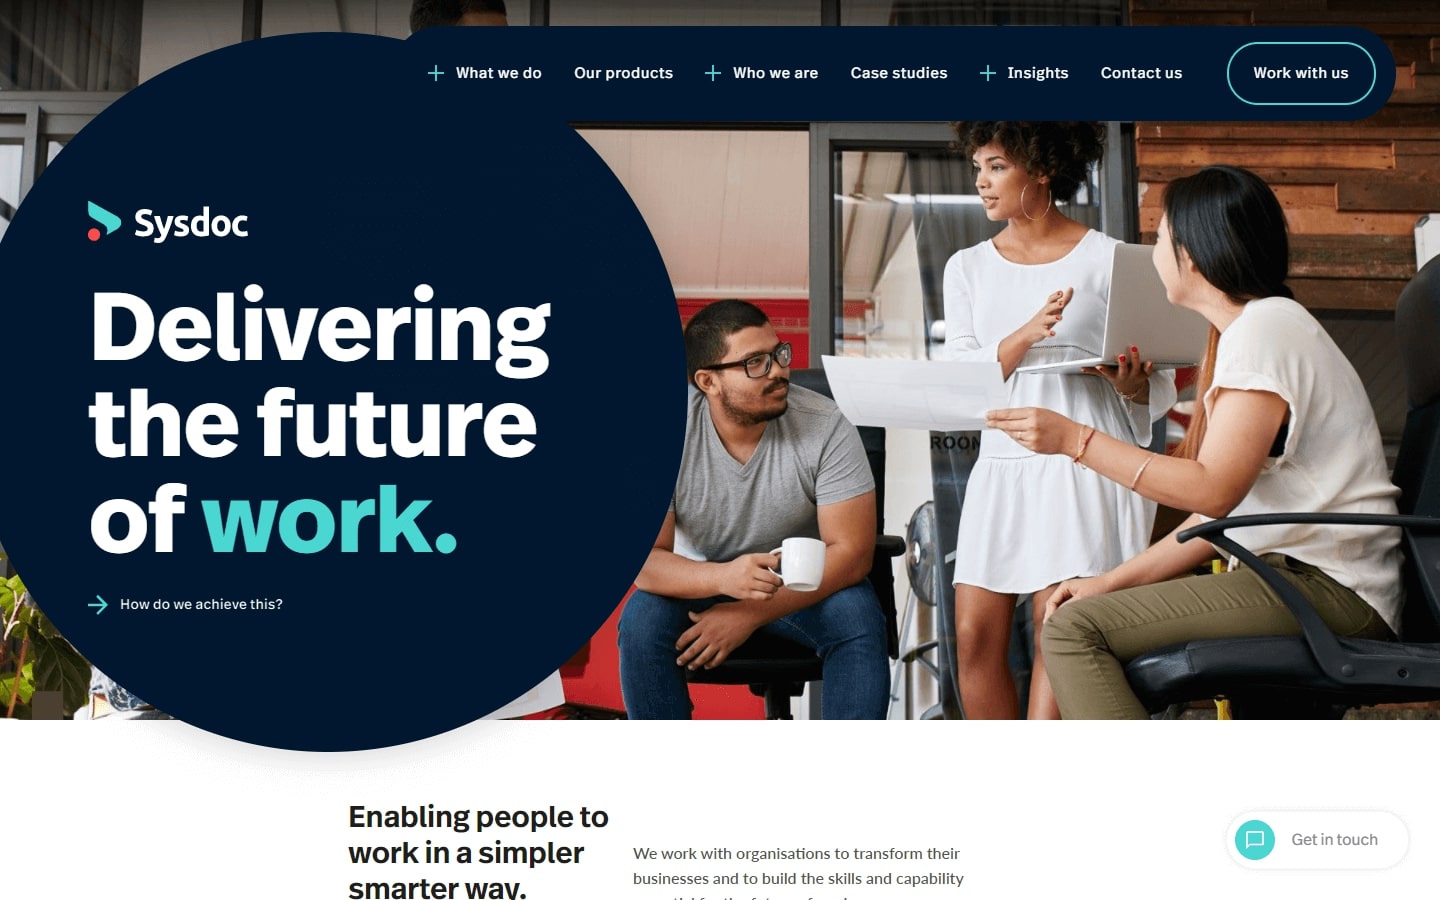 What we do
Our products
Who we are
Case studies
Insights
Contact us
Work with us
Sysdoc
Delivering
the future
of work.
How do we achieve this?
ROOM
Enabling people to
work in a simpler
smarter way.
We work with organisations to transform their
businesses and to build the skills and capability
Get in touch